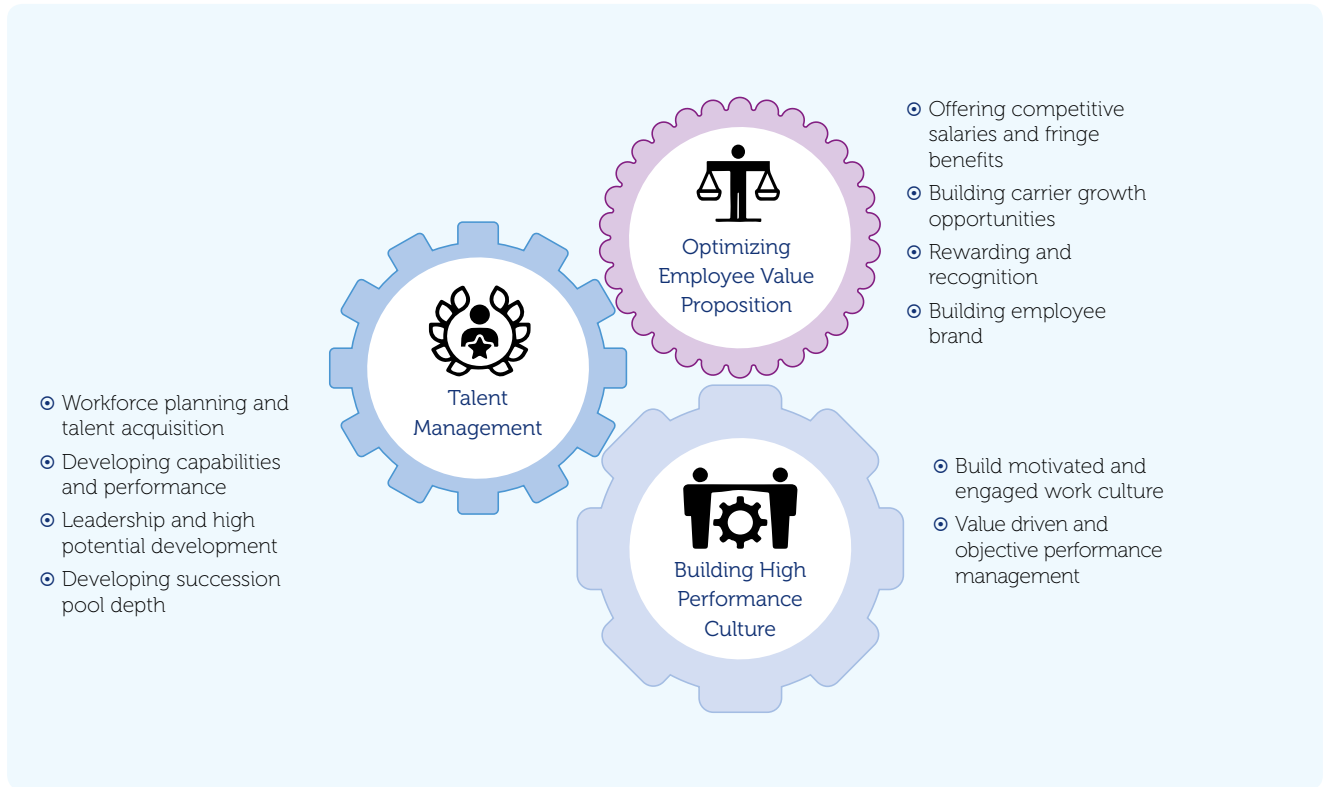 Talent
Management
Workforce planning and
talent acquisition
Developing capabilities
and performance
Leadership and high
potential development
Developing succession
pool depth
Optimizing
Employee Value
Proposition
Offering competitive
salaries and fringe
benefits
Building carrier growth
opportunities
Rewarding and
recognition
Building employee
brand
Building High
Performance
Culture
Build motivated and
engaged work culture
Value driven and
objective performance
management